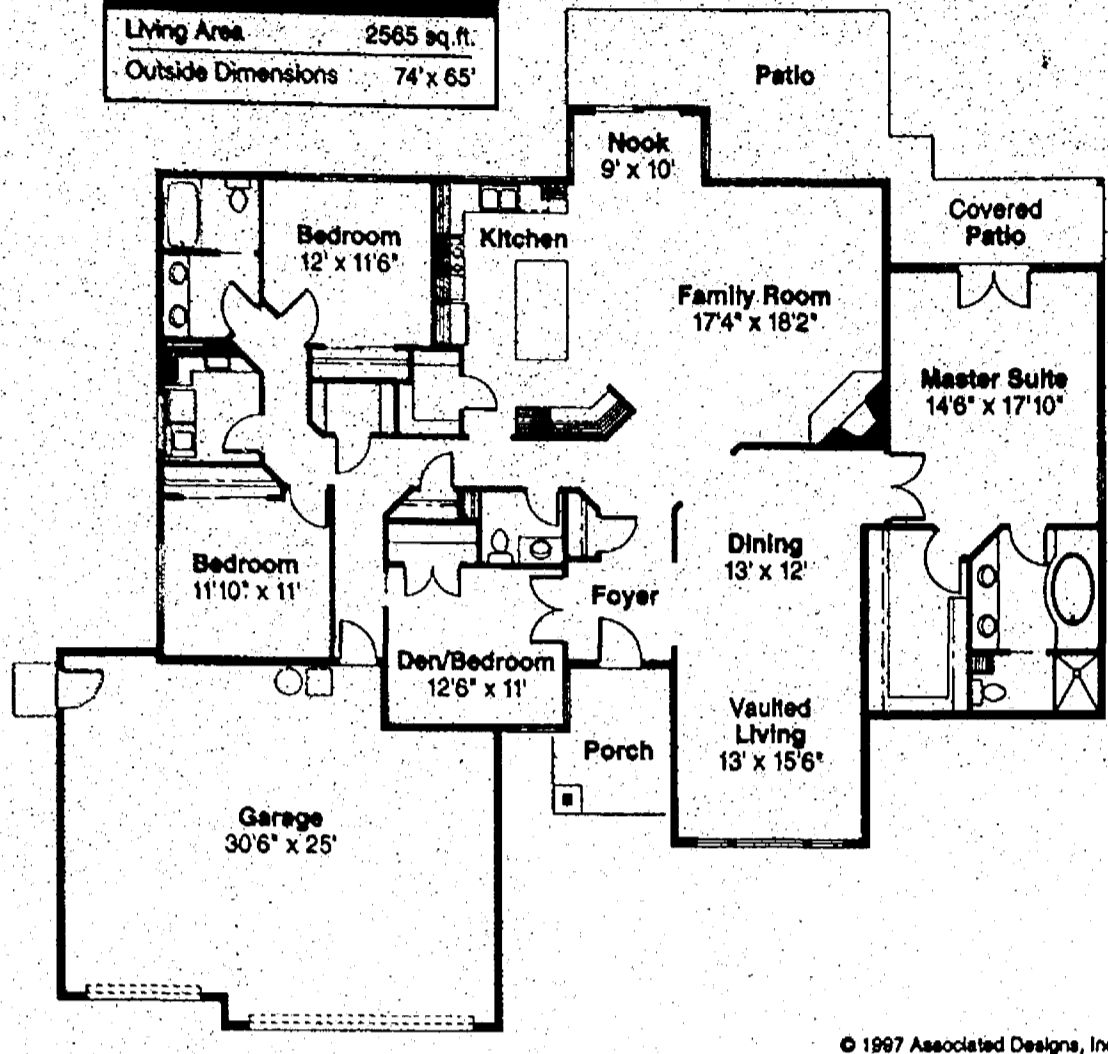 Living Area 2565 sq.ft.
Outside Dimensions 74' x 65'
Patio
Nook
9' x 10'
Covered
Patio
Bedroom
12' x 11'6"
Kitchen
Family Room
17'4" x 18'2"
Master Suite
14'6" x 17'10"
Bedroom
11'10" x 11'
Dining
13' x 12'
Foyer
Den/Bedroom
12'6" x 11'
Vaulted
Living
13' x 15'6"
Porch
Garage
30'6" x 25'
© 1997 Associated Designs, Inc